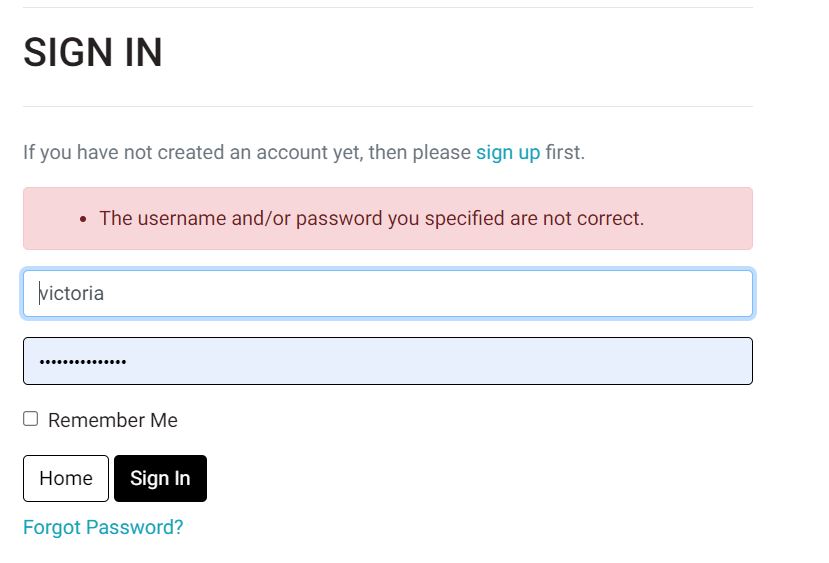 SIGN IN
If you have not created an account yet, then please sign up first.
• The username and/or password you specified are not correct.
victoria
•••••••••••••••
Remember Me
Home Sign In
Forgot Password?